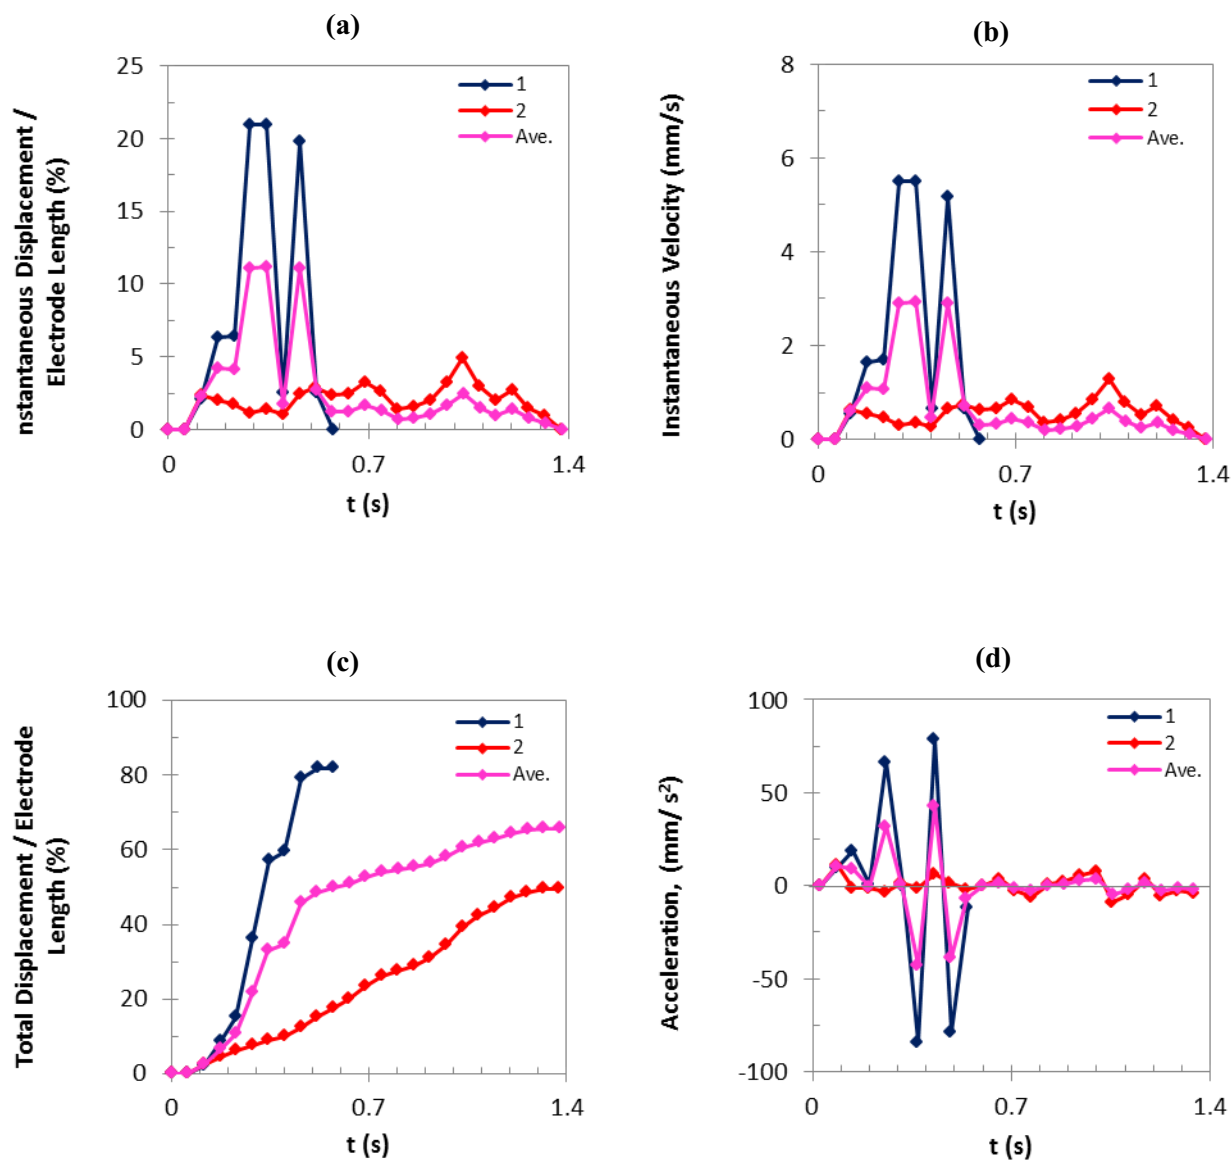 (a)
nstantaneous Displacement /
Electrode Length (%)
25
20
15
10
5
0
0 0.7 1.4
t (s)
1
2
Ave.
(b)
Instantaneous Velocity (mm/s)
8
6
4
2
0
0 0.7 1.4
t (s)
1
2
Ave.
(c)
Total Displacement / Electrode
Length (%)
100
80
60
40
20
0
0 0.7 1.4
t (s)
1
2
Ave.
(d)
Acceleration, (mm/ s²)
100
50
0
-50
-100
0 0.7 1.4
t (s)
1
2
Ave.